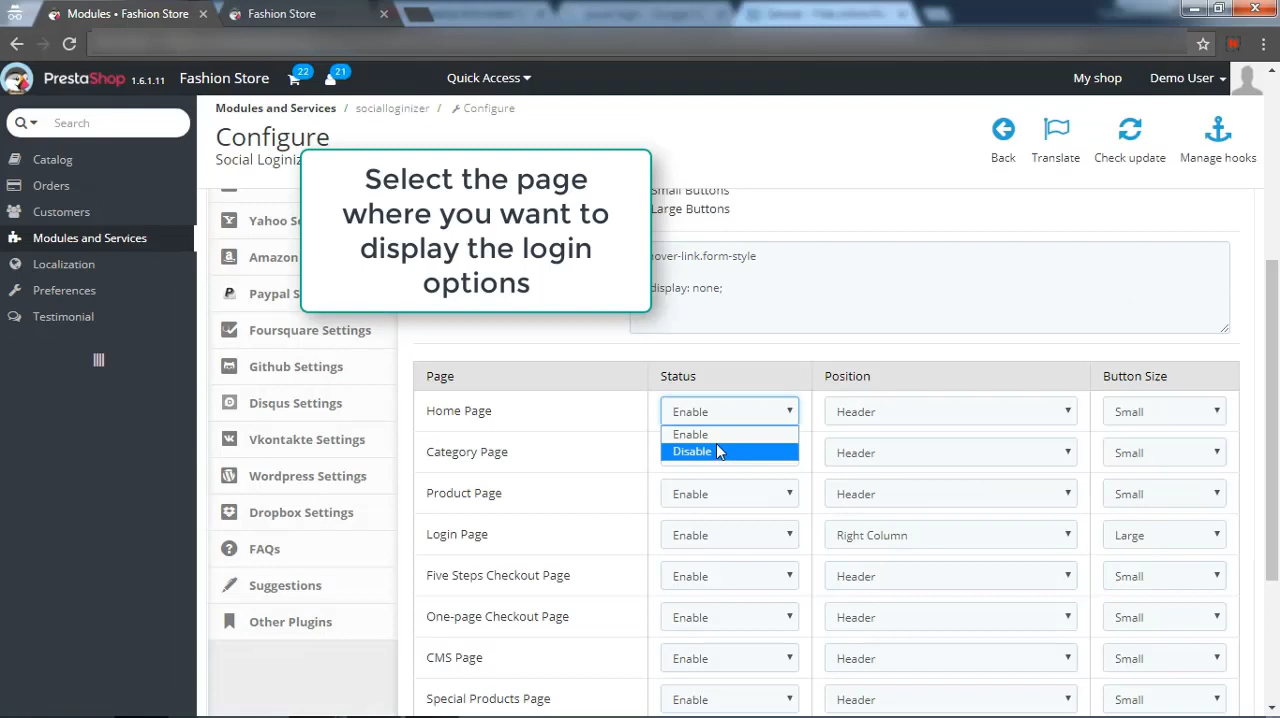 Modules • Fashion Store
Fashion Store
PrestaShop 1.6.1.11 Fashion Store 22 21 Quick Access My shop Demo User
Search
Catalog
Orders
Customers
Modules and Services
Localization
Preferences
Testimonial
Modules and Services / socialloginizer / Configure
Configure
Back Translate Check update Manage hooks
Select the page
where you want to
display the login
options
Small Buttons
Large Buttons
display: none;
Yahoo
Amazon
Paypal
Foursquare Settings
Github Settings
Disqus Settings
Vkontakte Settings
Wordpress Settings
Dropbox Settings
FAQs
Suggestions
Other Plugins
Page Status Position Button Size
Home Page Enable Header Small
Enable
Disable
Category Page Header Small
Product Page Enable Header Small
Login Page Enable Right Column Large
Five Steps Checkout Page Enable Header Small
One-page Checkout Page Enable Header Small
CMS Page Enable Header Small
Special Products Page Enable Header Small